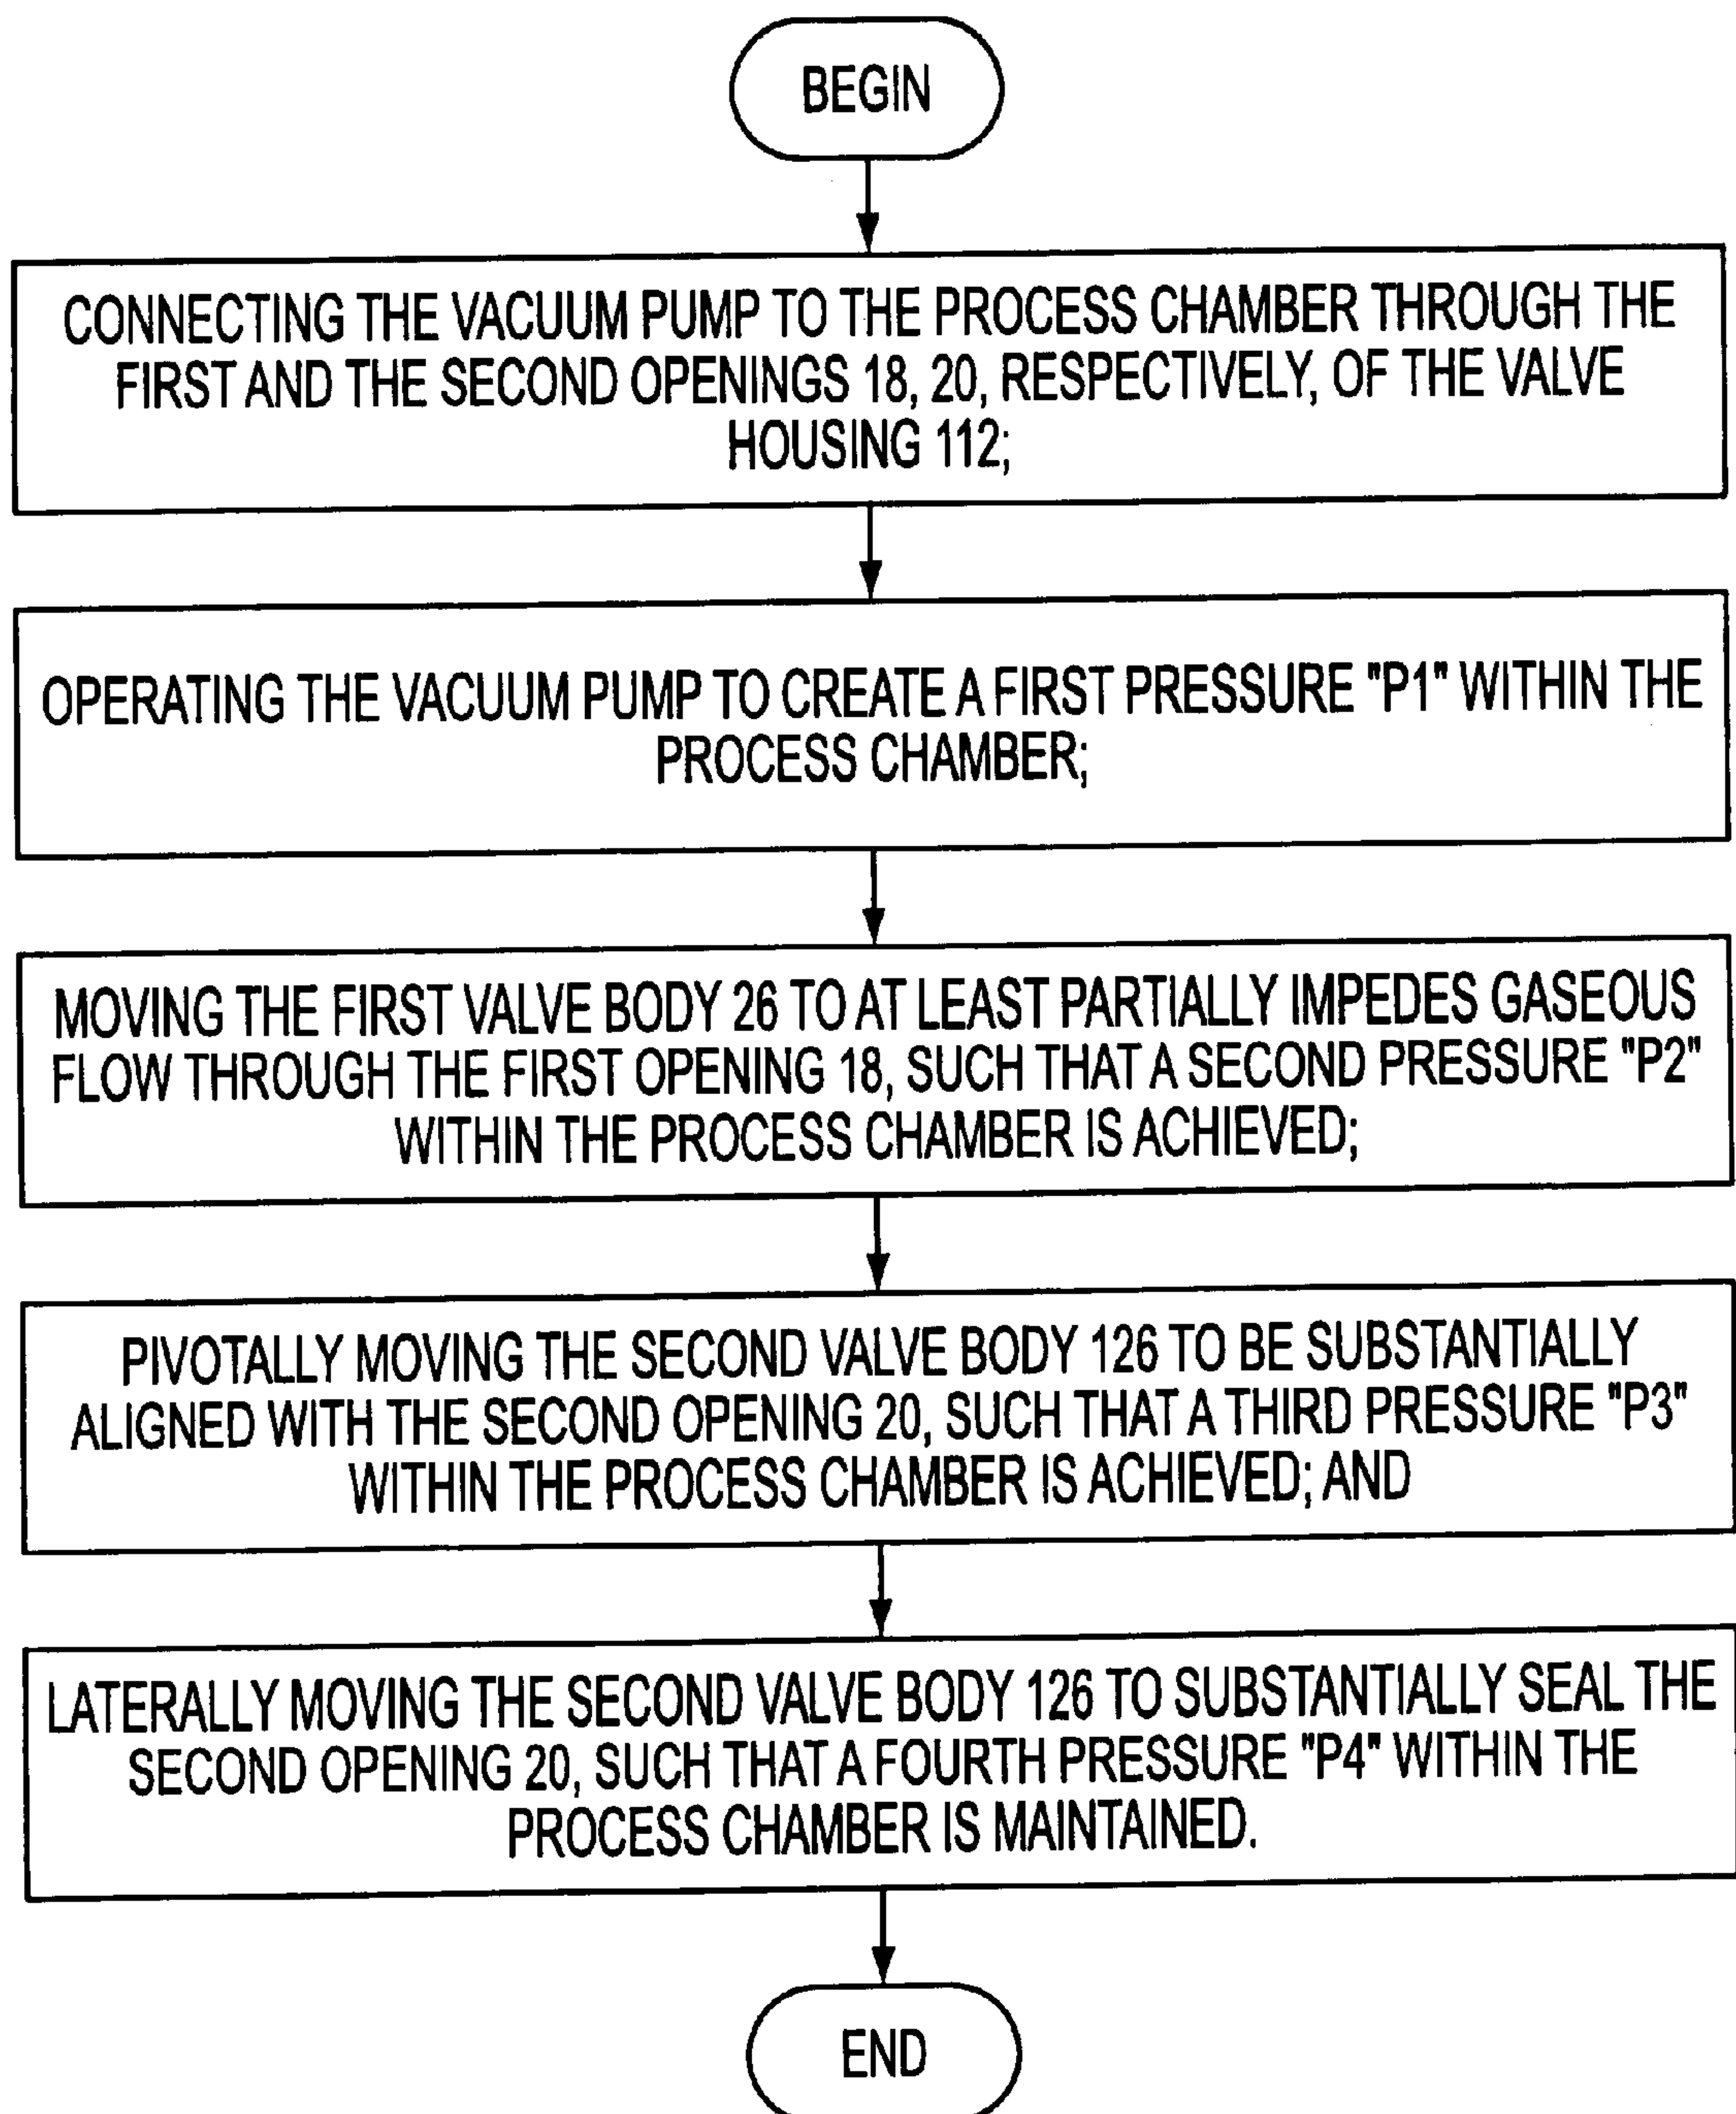 BEGIN
CONNECTING THE VACUUM PUMP TO THE PROCESS CHAMBER THROUGH THE
FIRST AND THE SECOND OPENINGS 18, 20, RESPECTIVELY, OF THE VALVE
HOUSING 112;
OPERATING THE VACUUM PUMP TO CREATE A FIRST PRESSURE "P1" WITHIN THE
PROCESS CHAMBER;
MOVING THE FIRST VALVE BODY 26 TO AT LEAST PARTIALLY IMPEDES GASEOUS
FLOW THROUGH THE FIRST OPENING 18, SUCH THAT A SECOND PRESSURE "P2"
WITHIN THE PROCESS CHAMBER IS ACHIEVED;
PIVOTALLY MOVING THE SECOND VALVE BODY 126 TO BE SUBSTANTIALLY
ALIGNED WITH THE SECOND OPENING 20, SUCH THAT A THIRD PRESSURE "P3"
WITHIN THE PROCESS CHAMBER IS ACHIEVED; AND
LATERALLY MOVING THE SECOND VALVE BODY 126 TO SUBSTANTIALLY SEAL THE
SECOND OPENING 20, SUCH THAT A FOURTH PRESSURE "P4" WITHIN THE
PROCESS CHAMBER IS MAINTAINED.
END